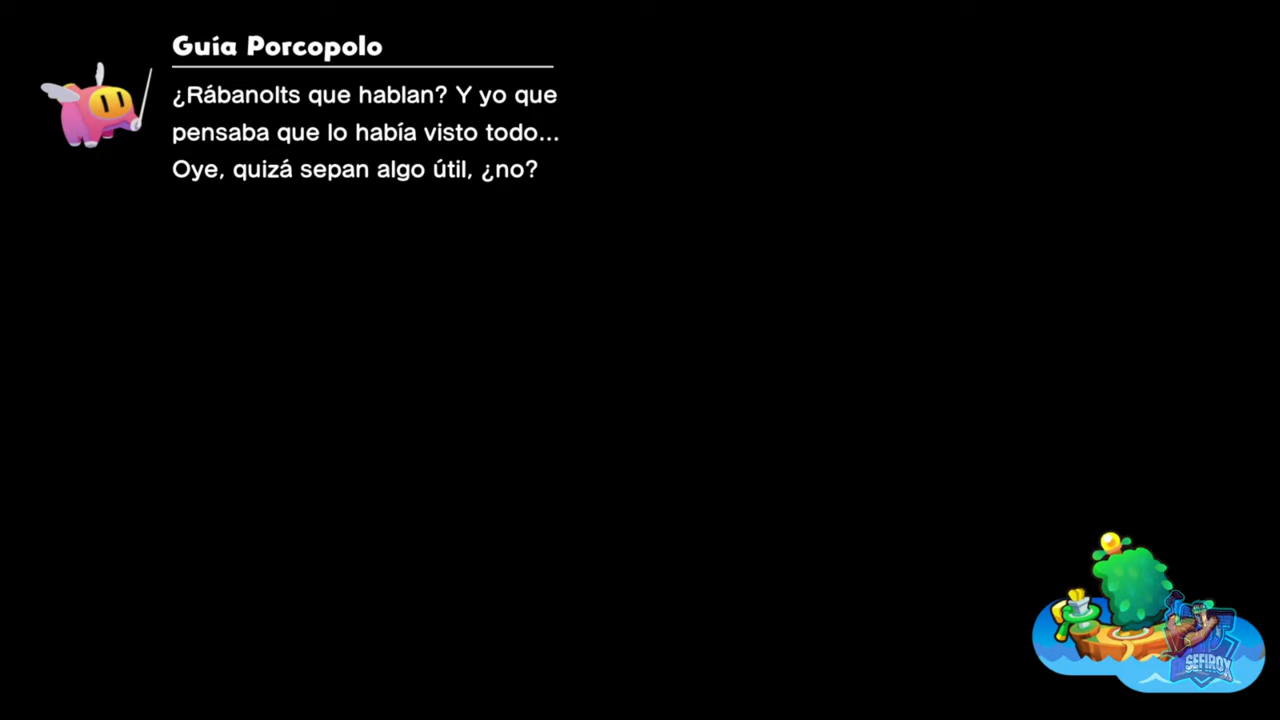 Guía Porcopolo
¿Rábanolts que hablan? Y yo que
pensaba que lo había visto todo...
Oye, quizá sepan algo útil, ¿no?
SEFIROX